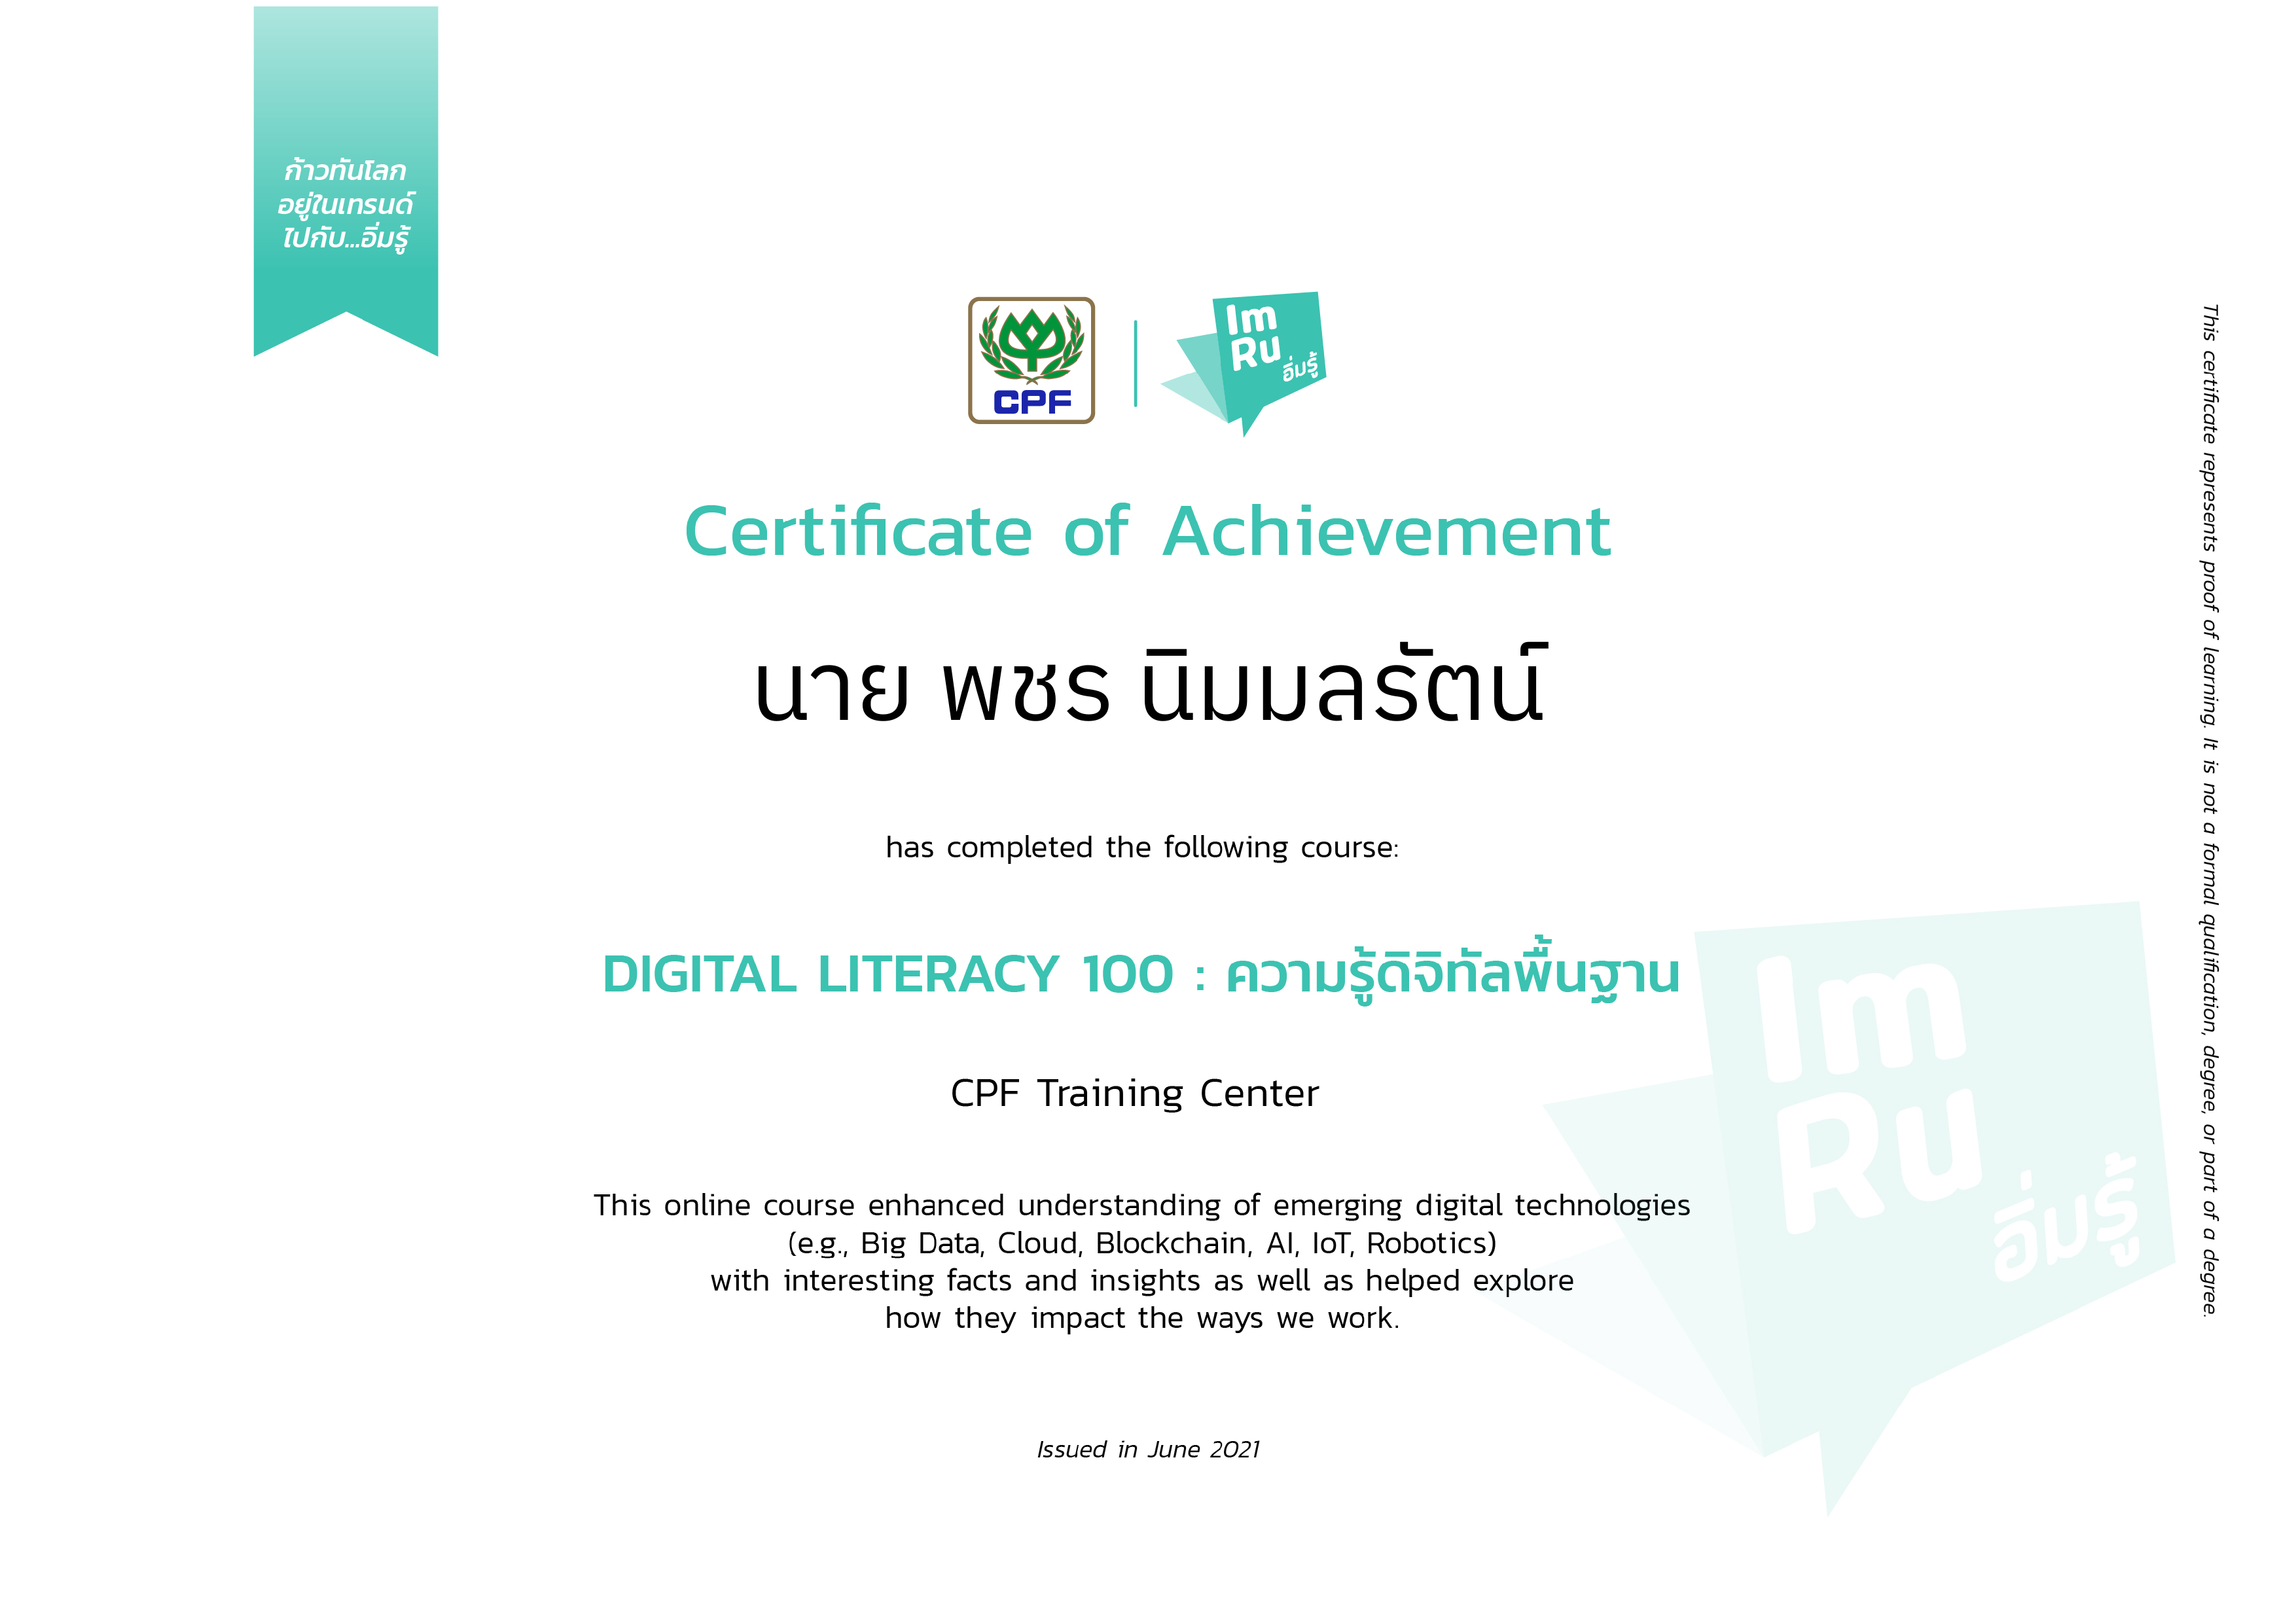 ก้าวทันโลก
อยู่ในเทรนด์
ไปกับ...อิ่มรู้
CPF
Im
Ru
อิ่มรู้
Certificate of Achievement
นาย พชร นิมมลรัตน์
has completed the following course:
DIGITAL LITERACY 100 : ความรู้ดิจิทัลพื้นฐาน
CPF Training Center
This online course enhanced understanding of emerging digital technologies
(e.g., Big Data, Cloud, Blockchain, AI, IoT, Robotics)
with interesting facts and insights as well as helped explore
how they impact the ways we work.
Issued in June 2021
Im
Ru
อิ่มรู้
This certificate represents proof of learning. It is not a formal qualification, degree, or part of a degree.